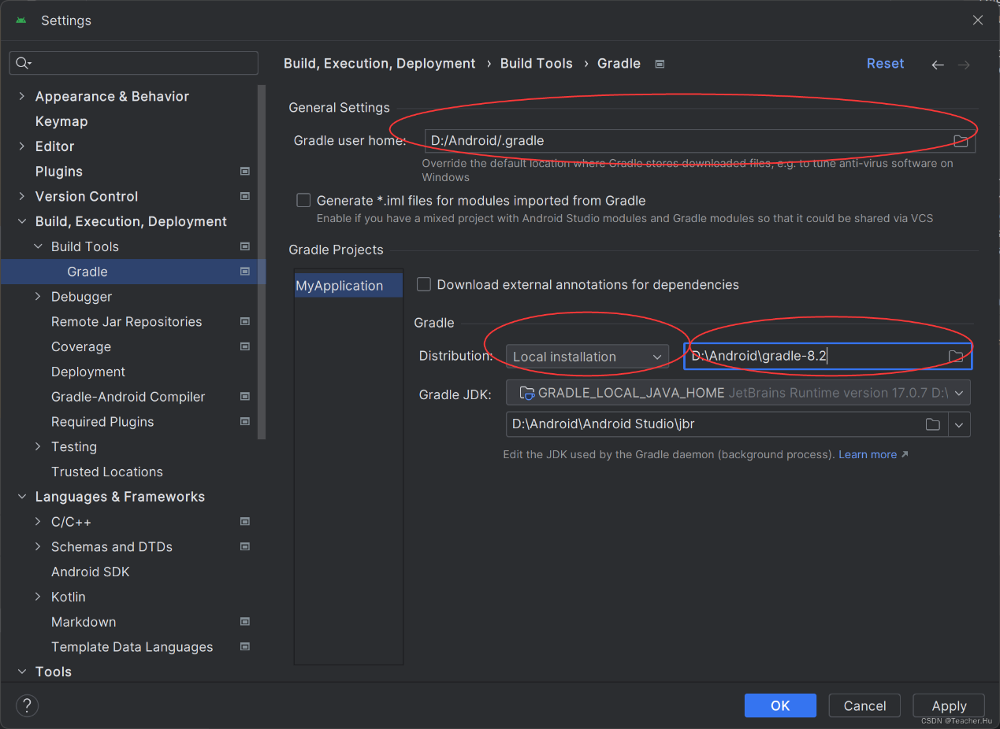 Settings
Build, Execution, Deployment › Build Tools › Gradle
Reset
Appearance & Behavior
Keymap
Editor
Plugins
Version Control
Build, Execution, Deployment
Build Tools
Gradle
Debugger
Remote Jar Repositories
Coverage
Deployment
Gradle-Android Compiler
Required Plugins
Testing
Trusted Locations
Languages & Frameworks
C/C++
Schemas and DTDs
Android SDK
Kotlin
Markdown
Template Data Languages
Tools
General Settings
Gradle user home: D:/Android/.gradle
Override the default location where Gradle stores downloaded files, e.g. to tune anti-virus software on
Windows
Generate *.iml files for modules imported from Gradle
Enable if you have a mixed project with Android Studio modules and Gradle modules so that it could be shared via VCS
Gradle Projects
MyApplication
Download external annotations for dependencies
Gradle
Distribution: Local installation D:\Android\gradle-8.2
Gradle JDK: GRADLE_LOCAL_JAVA_HOME JetBrains Runtime version 17.0.7 D:\
D:\Android\Android Studio\jbr
Edit the JDK used by the Gradle daemon (background process). Learn more ↗
?
OK
Cancel
Apply
CSDN @Teacher.Hu